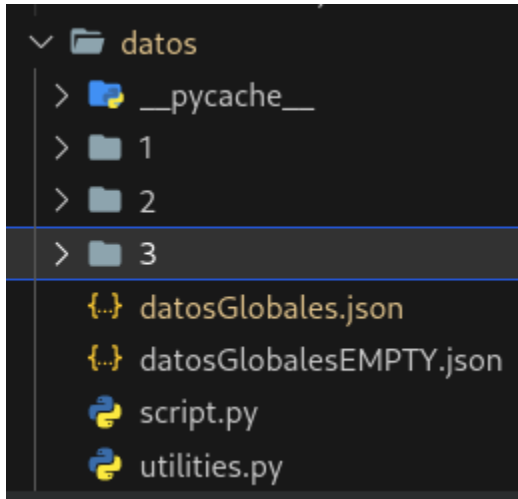 datos
__pycache__
1
2
3
{..} datosGlobales.json
{..} datosGlobalesEMPTY.json
script.py
utilities.py